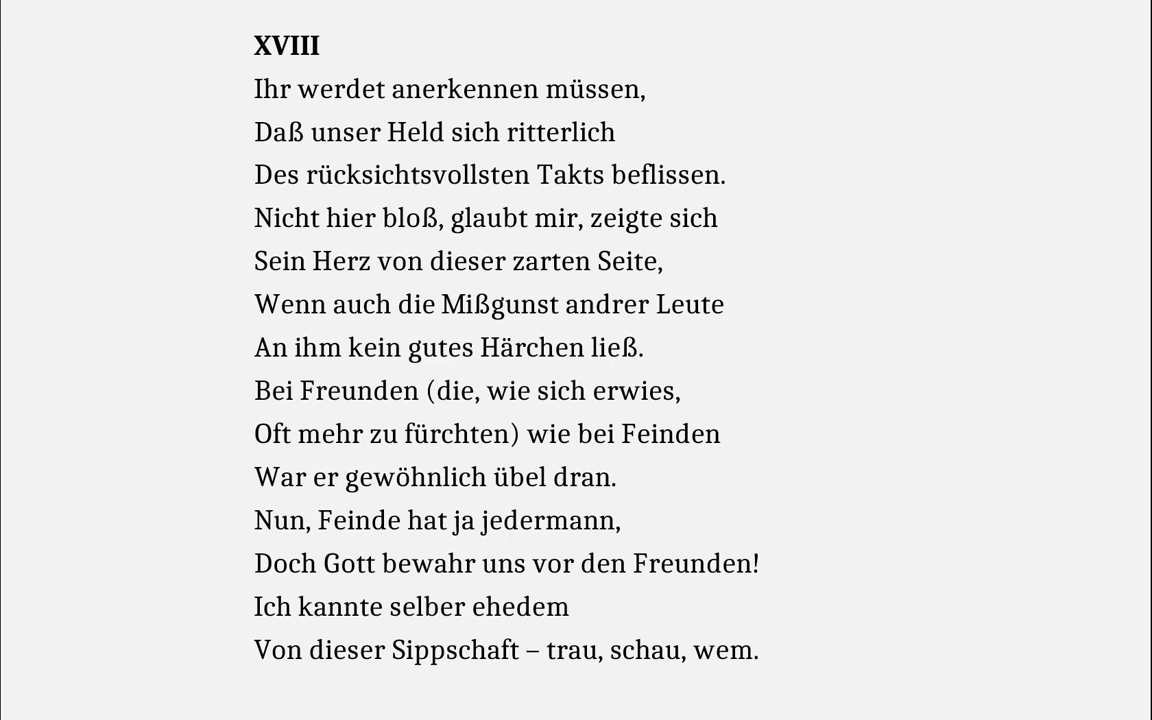 XVIII
Ihr werdet anerkennen müssen,
Daß unser Held sich ritterlich
Des rücksichtsvollsten Takts beflissen.
Nicht hier bloß, glaubt mir, zeigte sich
Sein Herz von dieser zarten Seite,
Wenn auch die Mißgunst andrer Leute
An ihm kein gutes Härchen ließ.
Bei Freunden (die, wie sich erwies,
Oft mehr zu fürchten) wie bei Feinden
War er gewöhnlich übel dran.
Nun, Feinde hat ja jedermann,
Doch Gott bewahr uns vor den Freunden!
Ich kannte selber ehedem
Von dieser Sippschaft – trau, schau, wem.